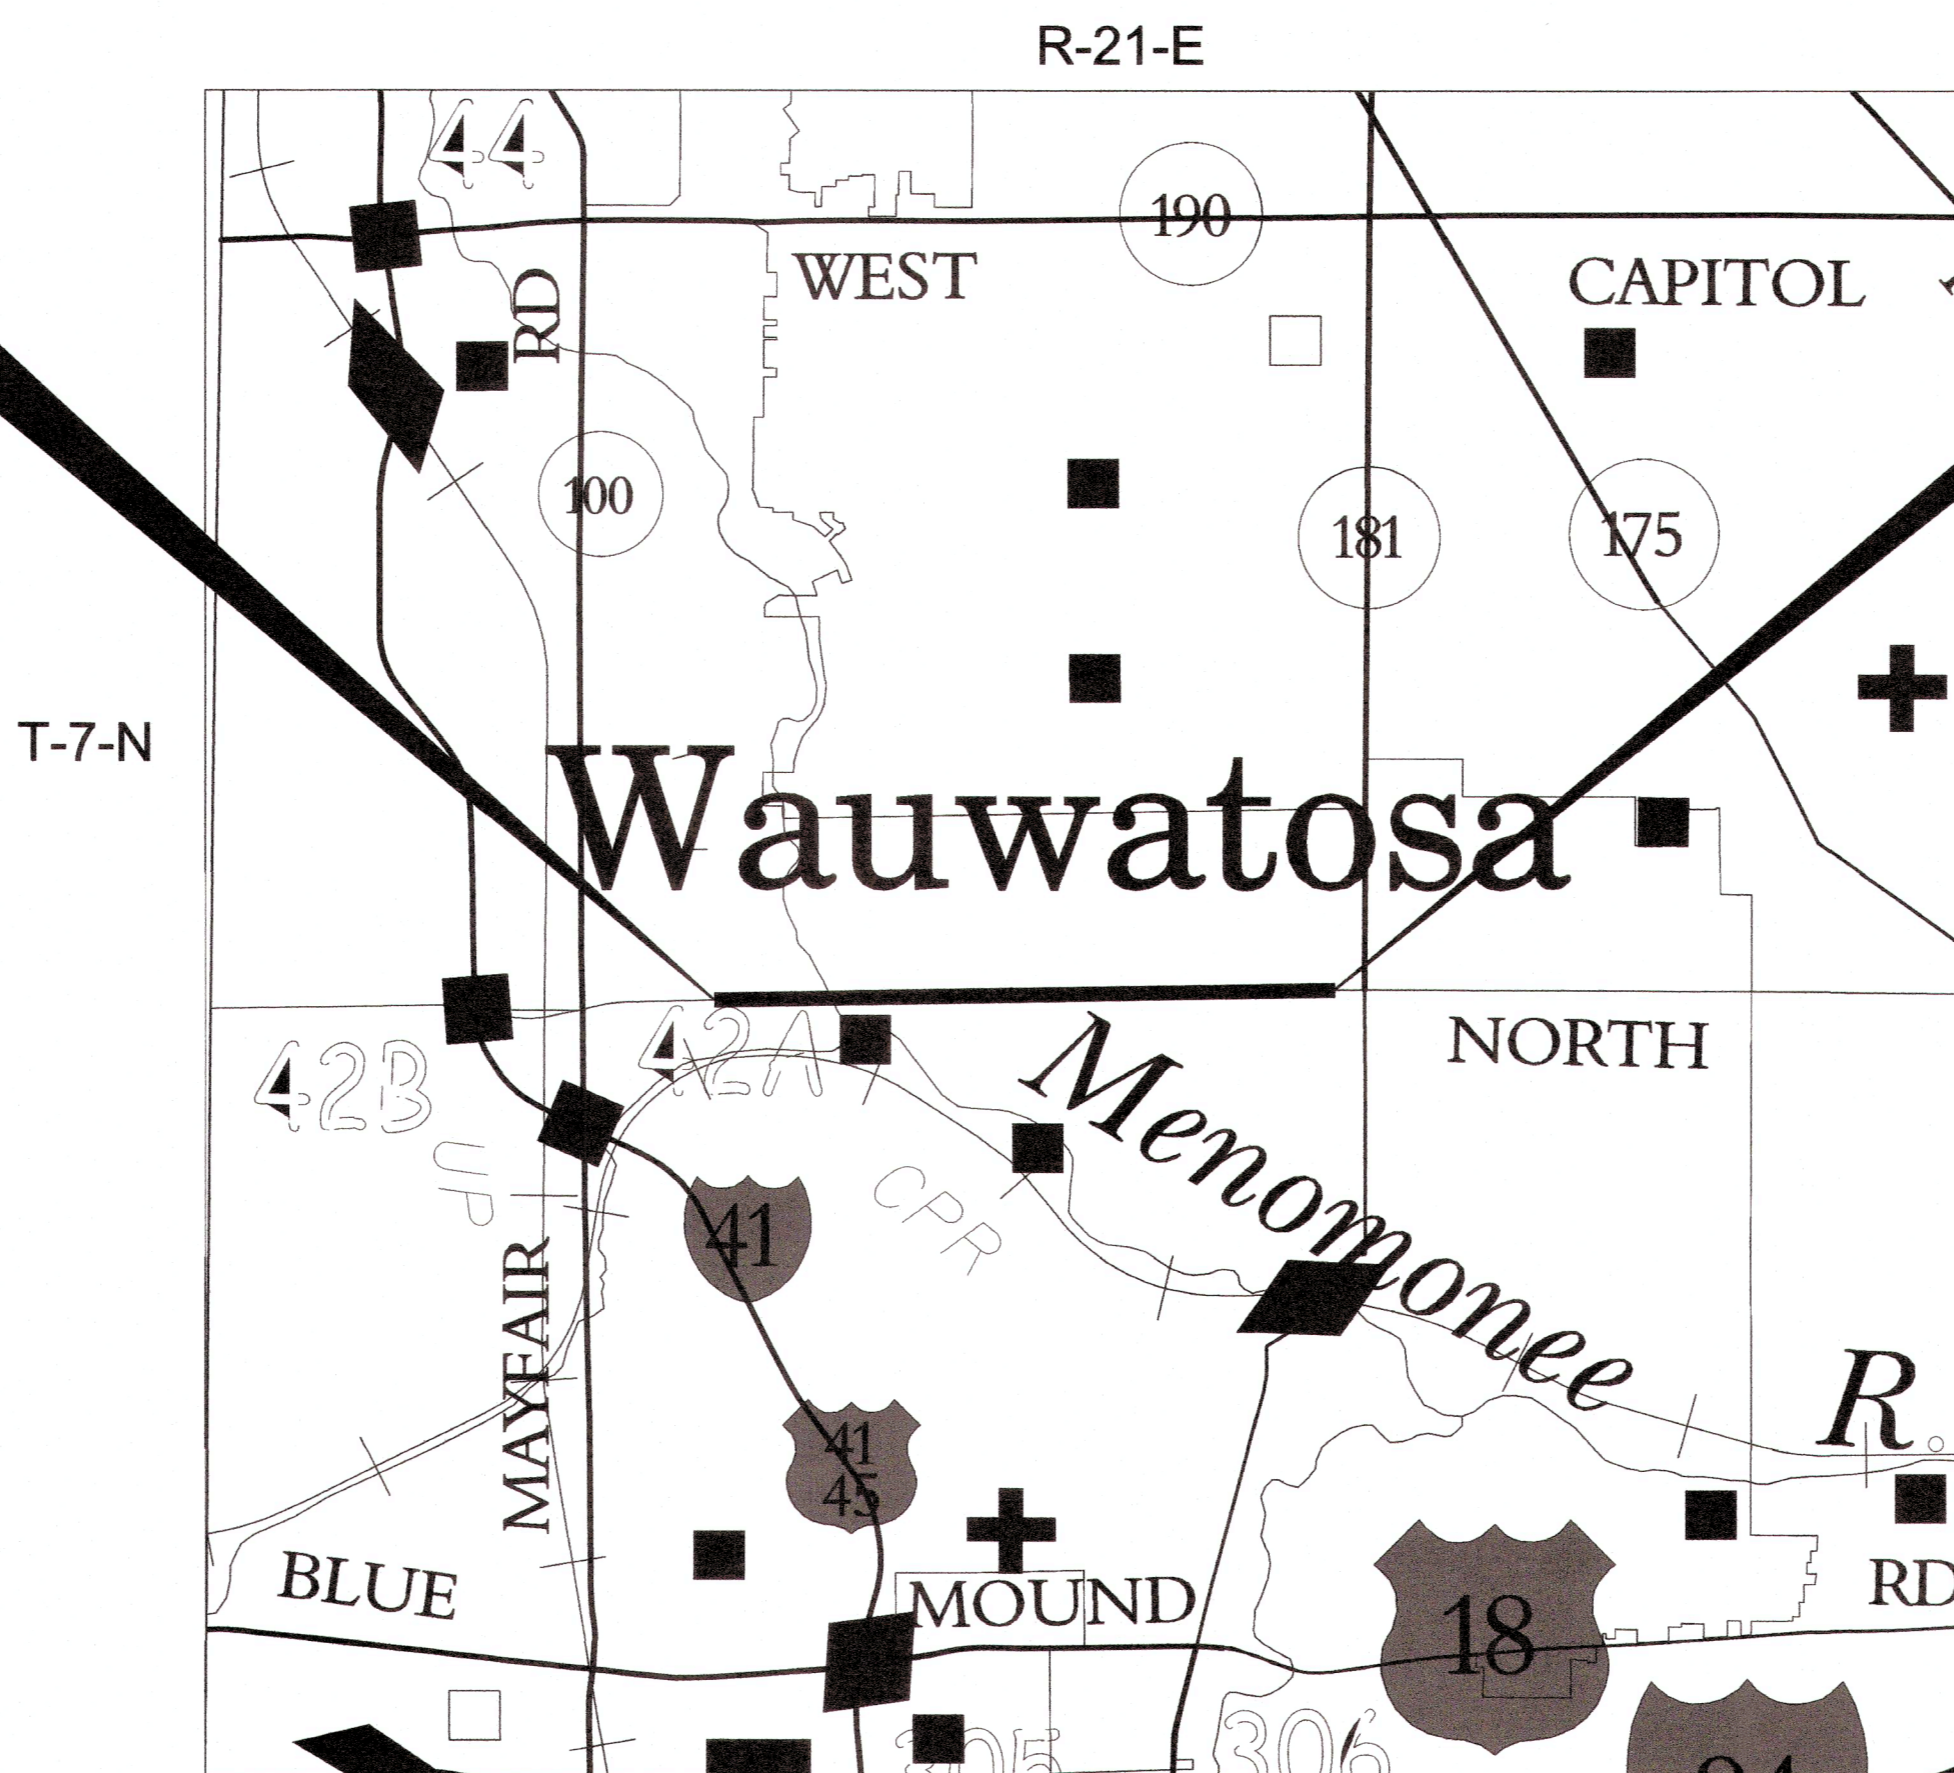 R-21-E
44
190
WEST
CAPITOL
RD
100
181
175
T-7-N
Wauwatosa
NORTH
42B
42A
UP
CPR
Menomonee
R.
41
MAYFAIR
41
45
BLUE
MOUND
RD
18
305
306
94